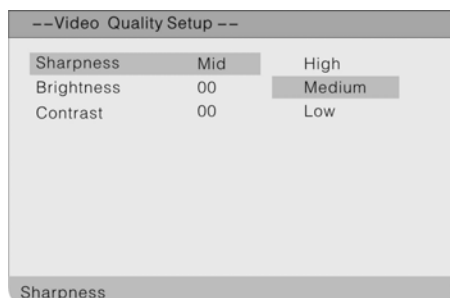 --Video Quality Setup --
Sharpness Mid High
Brightness 00 Medium
Contrast 00 Low
Sharpness